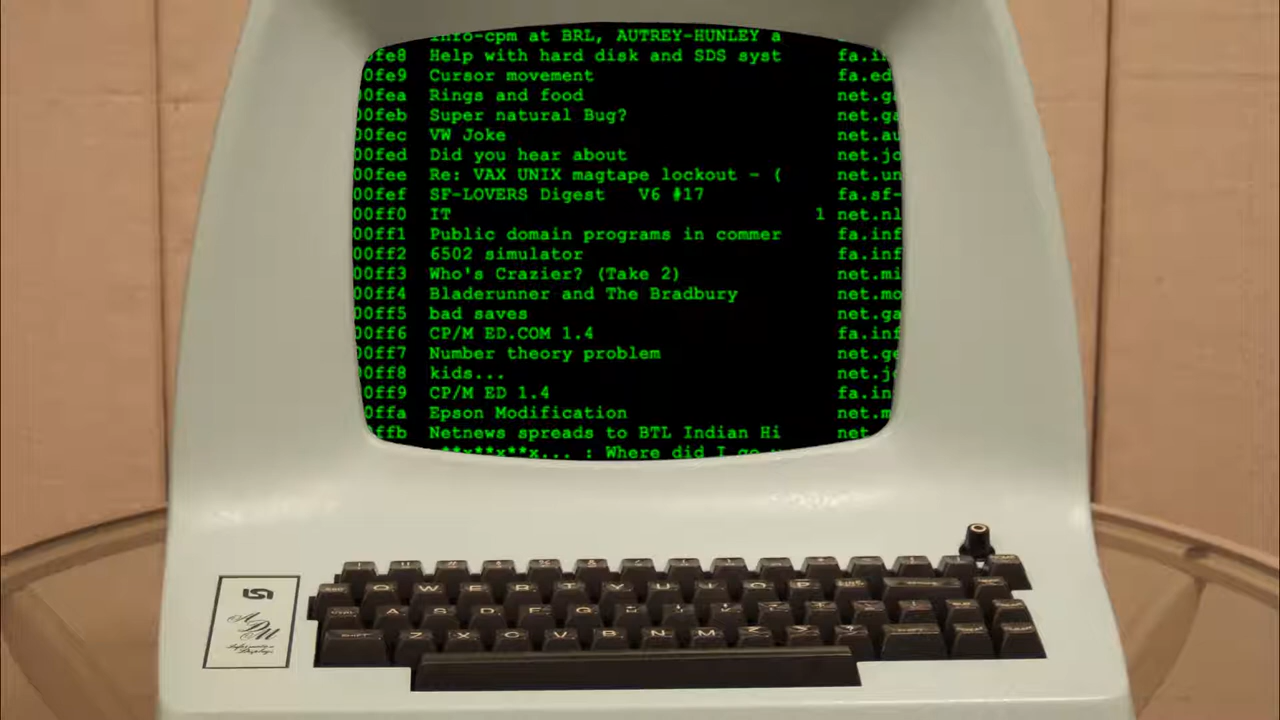 Info-cpm at BRL, AUTREY-HUNLEY a
0fe8 Help with hard disk and SDS syst fa.in
00fe9 Cursor movement fa.ed
00fea Rings and food net.ga
00feb Super natural Bug? net.ga
00fec VW Joke net.au
00fed Did you hear about net.jo
00fee Re: VAX UNIX magtape lockout - ( net.un
00fef SF-LOVERS Digest V6 #17 fa.sf-
00ff0 IT 1 net.nl
00ff1 Public domain programs in commer fa.inf
00ff2 6502 simulator fa.inf
00ff3 Who's Crazier? (Take 2) net.mi
00ff4 Bladerunner and The Bradbury net.mo
00ff5 bad saves net.ga
00ff6 CP/M ED.COM 1.4 fa.inf
00ff7 Number theory problem net.ge
00ff8 kids... net.jo
00ff9 CP/M ED 1.4 fa.in
0ffa Epson Modification net.m
ffb Netnews spreads to BTL Indian Hi net.
**x**x**x... : Where did I go
Q W E R T Y U I O P
A S D F G
Z X C V B N M
ADM
Information Displays